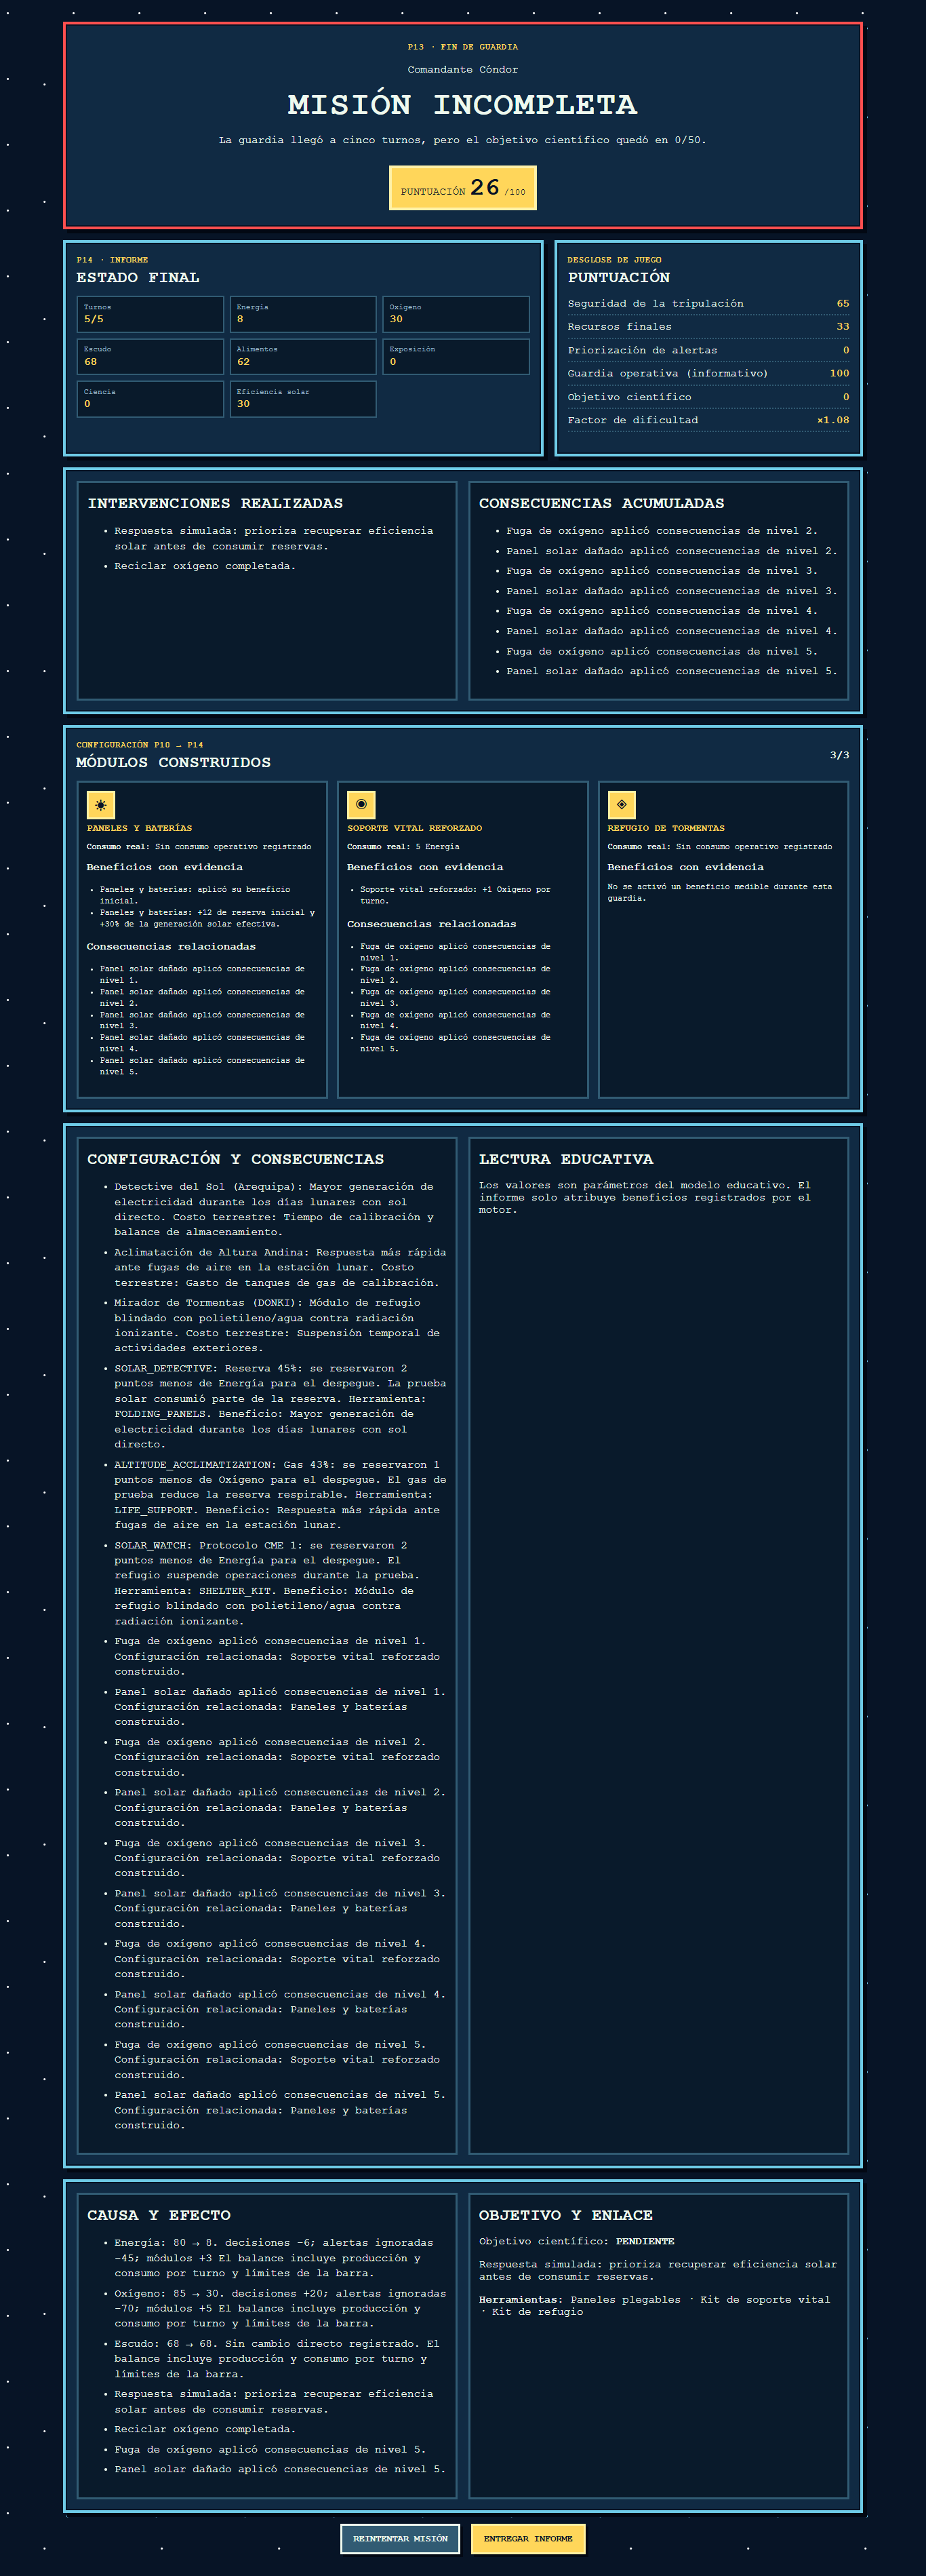 P13 · FIN DE GUARDIA
Comandante Cóndor
MISIÓN INCOMPLETA
La guardia llegó a cinco turnos, pero el objetivo científico quedó en 0/50.
PUNTUACIÓN 26 /100
P14 · INFORME
ESTADO FINAL
Turnos
5/5
Energía
8
Oxígeno
30
Escudo
68
Alimentos
62
Exposición
0
Ciencia
0
Eficiencia solar
30
DESGLOSE DE JUEGO
PUNTUACIÓN
Seguridad de la tripulación 65
Recursos finales 33
Priorización de alertas 0
Guardia operativa (informativo) 100
Objetivo científico 0
Factor de dificultad ×1.08
INTERVENCIONES REALIZADAS
• Respuesta simulada: prioriza recuperar eficiencia
solar antes de consumir reservas.
• Reciclar oxígeno completada.
CONSECUENCIAS ACUMULADAS
• Fuga de oxígeno aplicó consecuencias de nivel 2.
• Panel solar dañado aplicó consecuencias de nivel 2.
• Fuga de oxígeno aplicó consecuencias de nivel 3.
• Panel solar dañado aplicó consecuencias de nivel 3.
• Fuga de oxígeno aplicó consecuencias de nivel 4.
• Panel solar dañado aplicó consecuencias de nivel 4.
• Fuga de oxígeno aplicó consecuencias de nivel 5.
• Panel solar dañado aplicó consecuencias de nivel 5.
CONFIGURACIÓN P10 → P14
MÓDULOS CONSTRUIDOS
3/3
PANELES Y BATERÍAS
Consumo real: Sin consumo operativo registrado
Beneficios con evidencia
• Paneles y baterías: aplicó su beneficio
inicial.
• Paneles y baterías: +12 de reserva inicial y
+30% de la generación solar efectiva.
Consecuencias relacionadas
• Panel solar dañado aplicó consecuencias de
nivel 1.
• Panel solar dañado aplicó consecuencias de
nivel 2.
• Panel solar dañado aplicó consecuencias de
nivel 3.
• Panel solar dañado aplicó consecuencias de
nivel 4.
• Panel solar dañado aplicó consecuencias de
nivel 5.
SOPORTE VITAL REFORZADO
Consumo real: 5 Energía
Beneficios con evidencia
• Soporte vital reforzado: +1 Oxígeno por
turno.
Consecuencias relacionadas
• Fuga de oxígeno aplicó consecuencias de
nivel 1.
• Fuga de oxígeno aplicó consecuencias de
nivel 2.
• Fuga de oxígeno aplicó consecuencias de
nivel 3.
• Fuga de oxígeno aplicó consecuencias de
nivel 4.
• Fuga de oxígeno aplicó consecuencias de
nivel 5.
REFUGIO DE TORMENTAS
Consumo real: Sin consumo operativo registrado
Beneficios con evidencia
No se activó un beneficio medible durante esta
guardia.
CONFIGURACIÓN Y CONSECUENCIAS
• Detective del Sol (Arequipa): Mayor generación de
electricidad durante los días lunares con sol
directo. Costo terrestre: Tiempo de calibración y
balance de almacenamiento.
• Aclimatación de Altura Andina: Respuesta más rápida
ante fugas de aire en la estación lunar. Costo
terrestre: Gasto de tanques de gas de calibración.
• Mirador de Tormentas (DONKI): Módulo de refugio
blindado con polietileno/agua contra radiación
ionizante. Costo terrestre: Suspensión temporal de
actividades exteriores.
• SOLAR_DETECTIVE: Reserva 45%: se reservaron 2
puntos menos de Energía para el despegue. La prueba
solar consumió parte de la reserva. Herramienta:
FOLDING_PANELS. Beneficio: Mayor generación de
electricidad durante los días lunares con sol
directo.
• ALTITUDE_ACCLIMATIZATION: Gas 43%: se reservaron 1
puntos menos de Oxígeno para el despegue. El gas de
prueba reduce la reserva respirable. Herramienta:
LIFE_SUPPORT. Beneficio: Respuesta más rápida ante
fugas de aire en la estación lunar.
• SOLAR_WATCH: Protocolo CME 1: se reservaron 2
puntos menos de Energía para el despegue. El
refugio suspende operaciones durante la prueba.
Herramienta: SHELTER_KIT. Beneficio: Módulo de
refugio blindado con polietileno/agua contra
radiación ionizante.
• Fuga de oxígeno aplicó consecuencias de nivel 1.
Configuración relacionada: Soporte vital reforzado
construido.
• Panel solar dañado aplicó consecuencias de nivel 1.
Configuración relacionada: Paneles y baterías
construido.
• Fuga de oxígeno aplicó consecuencias de nivel 2.
Configuración relacionada: Soporte vital reforzado
construido.
• Panel solar dañado aplicó consecuencias de nivel 2.
Configuración relacionada: Paneles y baterías
construido.
• Fuga de oxígeno aplicó consecuencias de nivel 3.
Configuración relacionada: Soporte vital reforzado
construido.
• Panel solar dañado aplicó consecuencias de nivel 3.
Configuración relacionada: Paneles y baterías
construido.
• Fuga de oxígeno aplicó consecuencias de nivel 4.
Configuración relacionada: Soporte vital reforzado
construido.
• Panel solar dañado aplicó consecuencias de nivel 4.
Configuración relacionada: Paneles y baterías
construido.
• Fuga de oxígeno aplicó consecuencias de nivel 5.
Configuración relacionada: Soporte vital reforzado
construido.
• Panel solar dañado aplicó consecuencias de nivel 5.
Configuración relacionada: Paneles y baterías
construido.
LECTURA EDUCATIVA
Los valores son parámetros del modelo educativo. El
informe solo atribuye beneficios registrados por el
motor.
CAUSA Y EFECTO
• Energía: 80 → 8. decisiones -6; alertas ignoradas
-45; módulos +3 El balance incluye producción y
consumo por turno y límites de la barra.
• Oxígeno: 85 → 30. decisiones +20; alertas ignoradas
-70; módulos +5 El balance incluye producción y
consumo por turno y límites de la barra.
• Escudo: 68 → 68. Sin cambio directo registrado. El
balance incluye producción y consumo por turno y
límites de la barra.
• Respuesta simulada: prioriza recuperar eficiencia
solar antes de consumir reservas.
• Reciclar oxígeno completada.
• Fuga de oxígeno aplicó consecuencias de nivel 5.
• Panel solar dañado aplicó consecuencias de nivel 5.
OBJETIVO Y ENLACE
Objetivo científico: PENDIENTE
Respuesta simulada: prioriza recuperar eficiencia solar
antes de consumir reservas.
Herramientas: Paneles plegables · Kit de soporte vital
· Kit de refugio
REINTENTAR MISIÓN
ENTREGAR INFORME